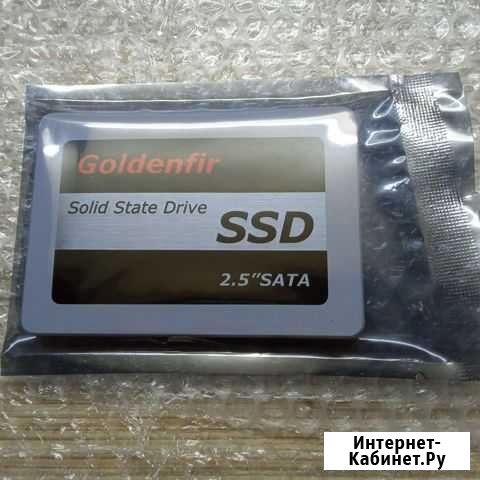 Goldenfir
Solid State Drive
SSD
2.5"SATA
Интернет-
Кабинет.Ру